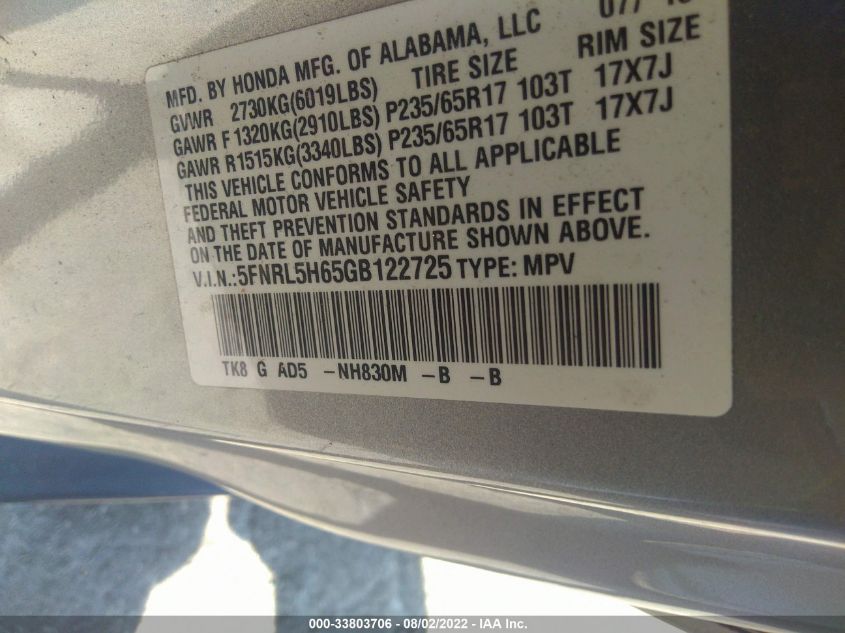 MFD. BY HONDA MFG. OF ALABAMA, LLC
GVWR 2730KG(6019LBS) TIRE SIZE RIM SIZE
GAWR F1320KG(2910LBS) P235/65R17 103T 17X7J
GAWR R1515KG(3340LBS) P235/65R17 103T 17X7J
THIS VEHICLE CONFORMS TO ALL APPLICABLE
FEDERAL MOTOR VEHICLE SAFETY
AND THEFT PREVENTION STANDARDS IN EFFECT
ON THE DATE OF MANUFACTURE SHOWN ABOVE.
V.I.N.:5FNRL5H65GB122725 TYPE: MPV
TK8 G AD5 -NH830M -B -B
000-33803706 - 08/02/2022 - IAA Inc.